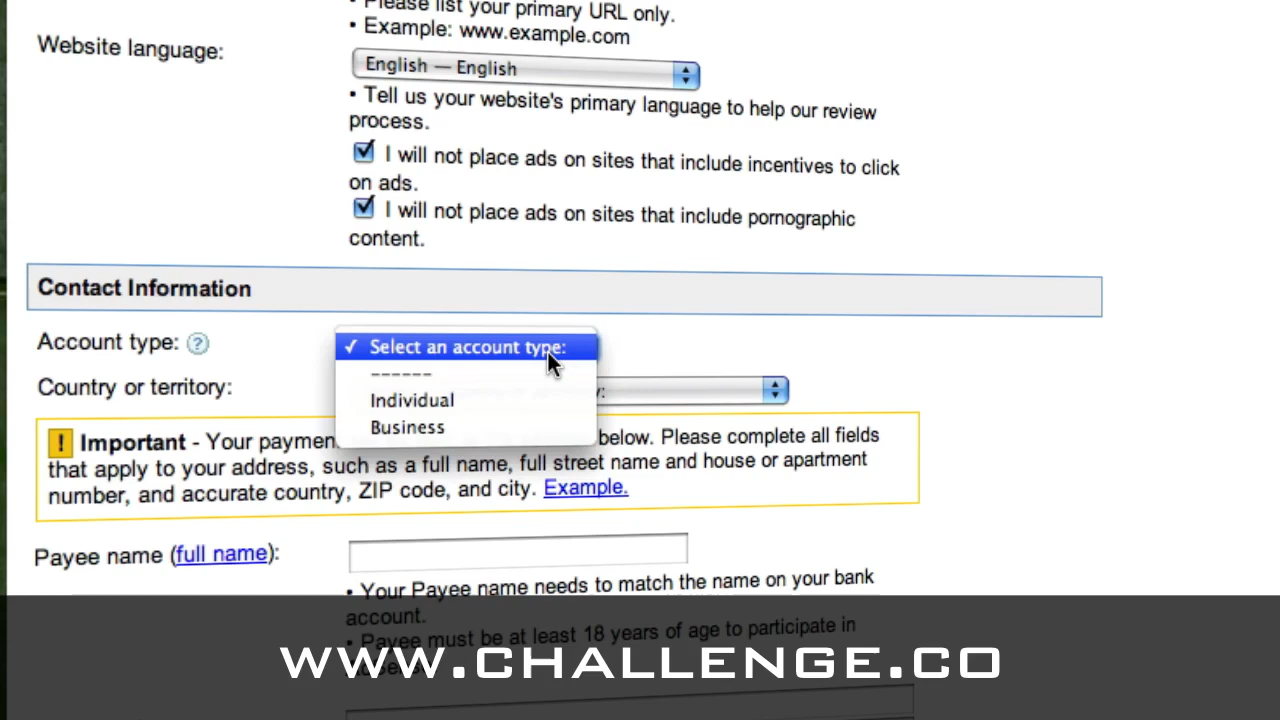 • Please list your primary URL only.
• Example: www.example.com
Website language:
English — English
• Tell us your website's primary language to help our review
process.
I will not place ads on sites that include incentives to click
on ads.
I will not place ads on sites that include pornographic
content.
Contact Information
Account type: ?
✓ Select an account type:
------
Individual
Business
Country or territory:
! Important - Your paymen
below. Please complete all fields
that apply to your address, such as a full name, full street name and house or apartment
number, and accurate country, ZIP code, and city. Example.
Payee name (full name):
• Your Payee name needs to match the name on your bank
account.
• Payee must be at least 18 years of age to participate in
www.challenge.co